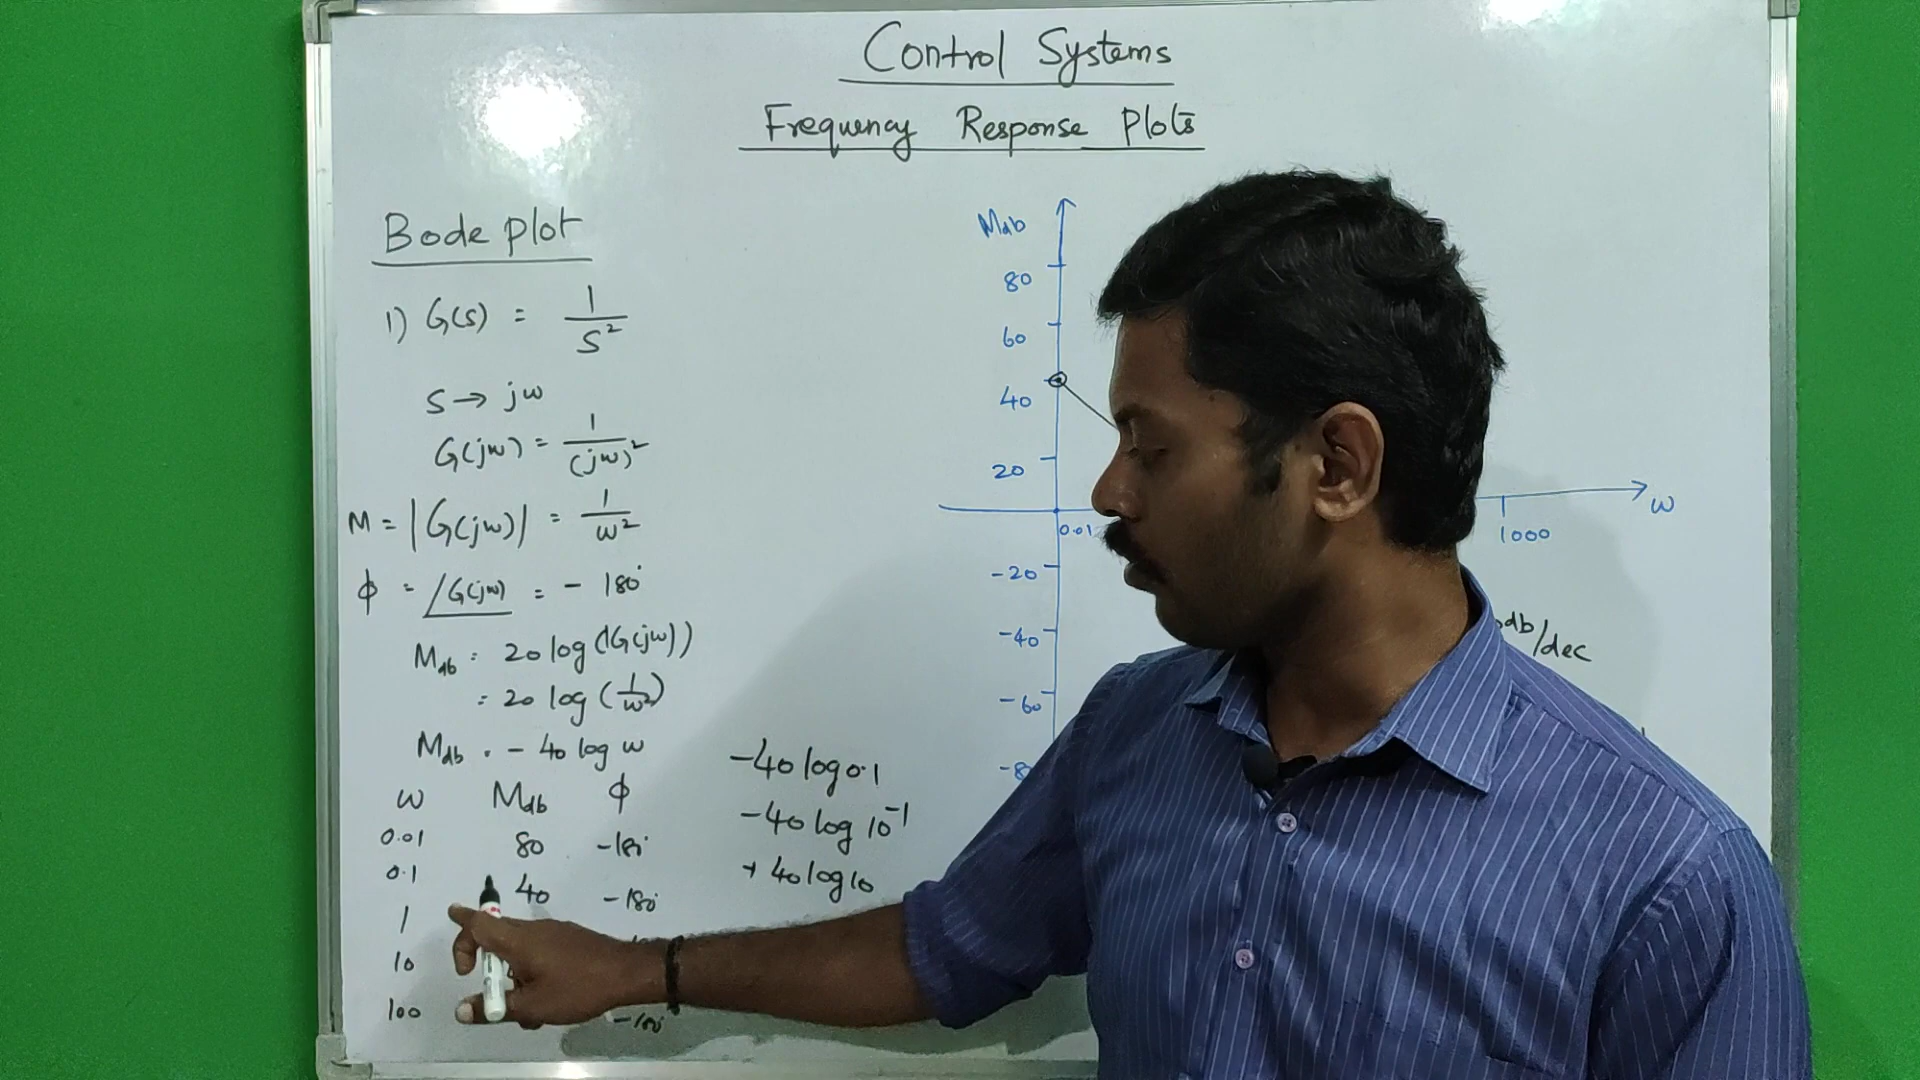 Control Systems
Frequency Response Plots
Bode plot
1) G(s) = 1/S²
S → jω
G(jω) = 1/(jω)²
M = |G(jω)| = 1/ω²
ϕ = /G(jω) = - 180°
Mdb = 20 log (|G(jω))
= 20 log (1/ω²)
Mdb = - 40 log ω
ω Mdb ϕ
0.01 80 -180°
0.1 40 -180°
1
10
100 -180°
-40 log 0.1
-40 log 10⁻¹
+ 40 log 10
Mdb
80
60
40
20
0.01 1000 ω
-20
-40
-60
db/dec